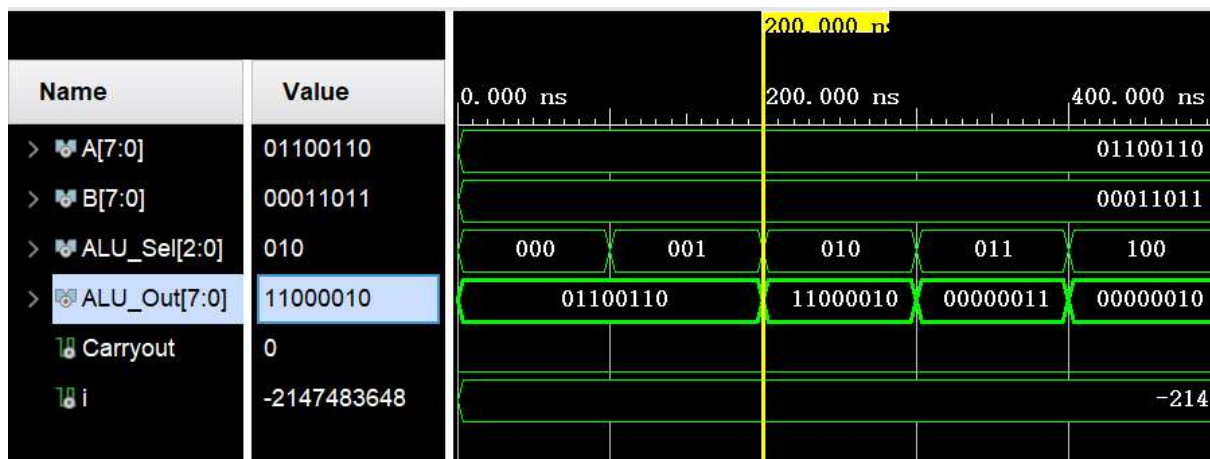 200.000 ns
Name Value 0.000 ns 200.000 ns 400.000 ns
> A[7:0] 01100110 01100110
> B[7:0] 00011011 00011011
> ALU_Sel[2:0] 010 000 001 010 011 100
> ALU_Out[7:0] 11000010 01100110 11000010 00000011 00000010
Carryout 0
i -2147483648 -214